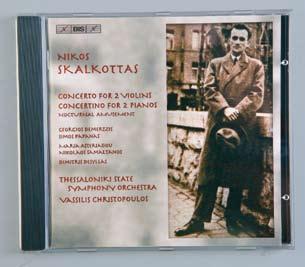 BIS
NIKOS
SKALKOTTAS
CONCERTO FOR 2 VIOLINS
CONCERTINO FOR 2 PIANOS
NOCTURNAL AMUSEMENT
GEORGIOS DEMERTZIS
SIMOS PAPANAS
MARIA ASTERIADOU
NIKOLAOS SAMALTANOS
DIMITRIS DESYLLAS
THESSALONIKI STATE
SYMPHONY ORCHESTRA
VASSILIS CHRISTOPOULOS